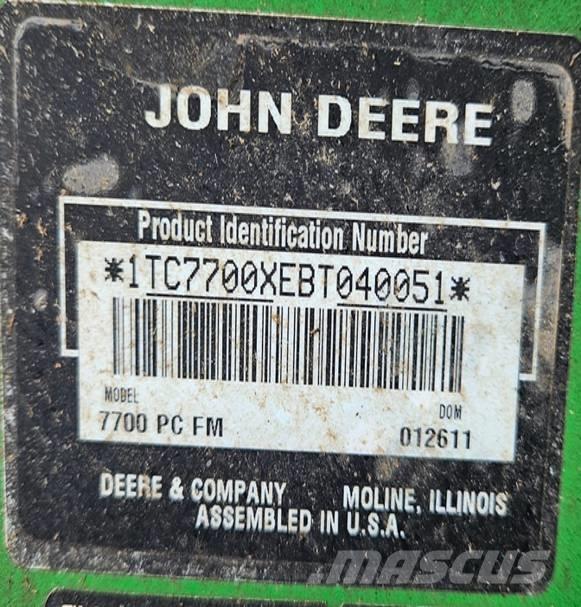 JOHN DEERE
Product Identification Number
*1TC7700XEBT040051*
MODEL DOM
7700 PC FM 012611
DEERE & COMPANY MOLINE, ILLINOIS
ASSEMBLED IN U.S.A.
MASCUS